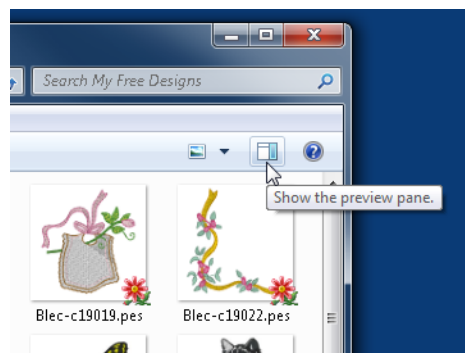 Search My Free Designs
Show the preview pane.
Blec-c19019.pes
Blec-c19022.pes